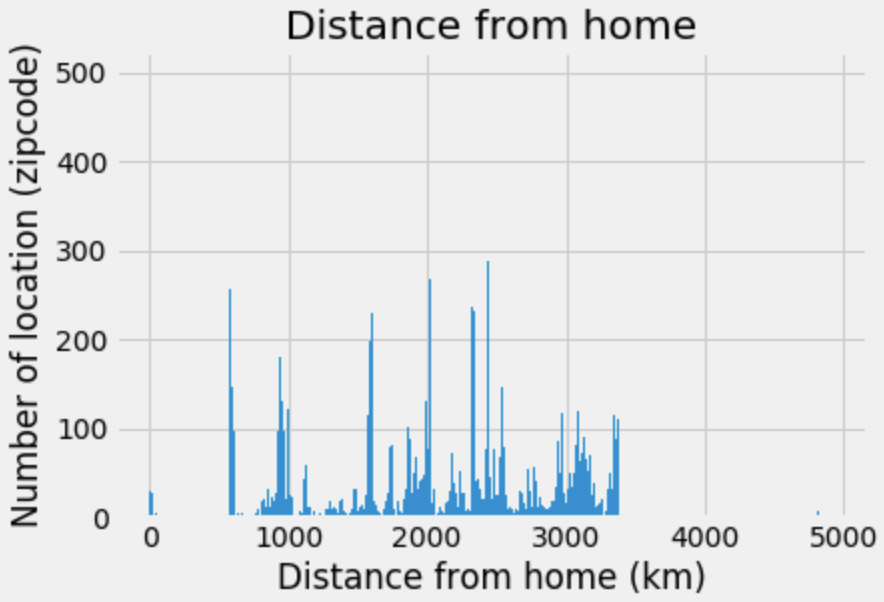 Distance from home
Number of location (zipcode)
500
400
300
200
100
0
0 1000 2000 3000 4000 5000
Distance from home (km)